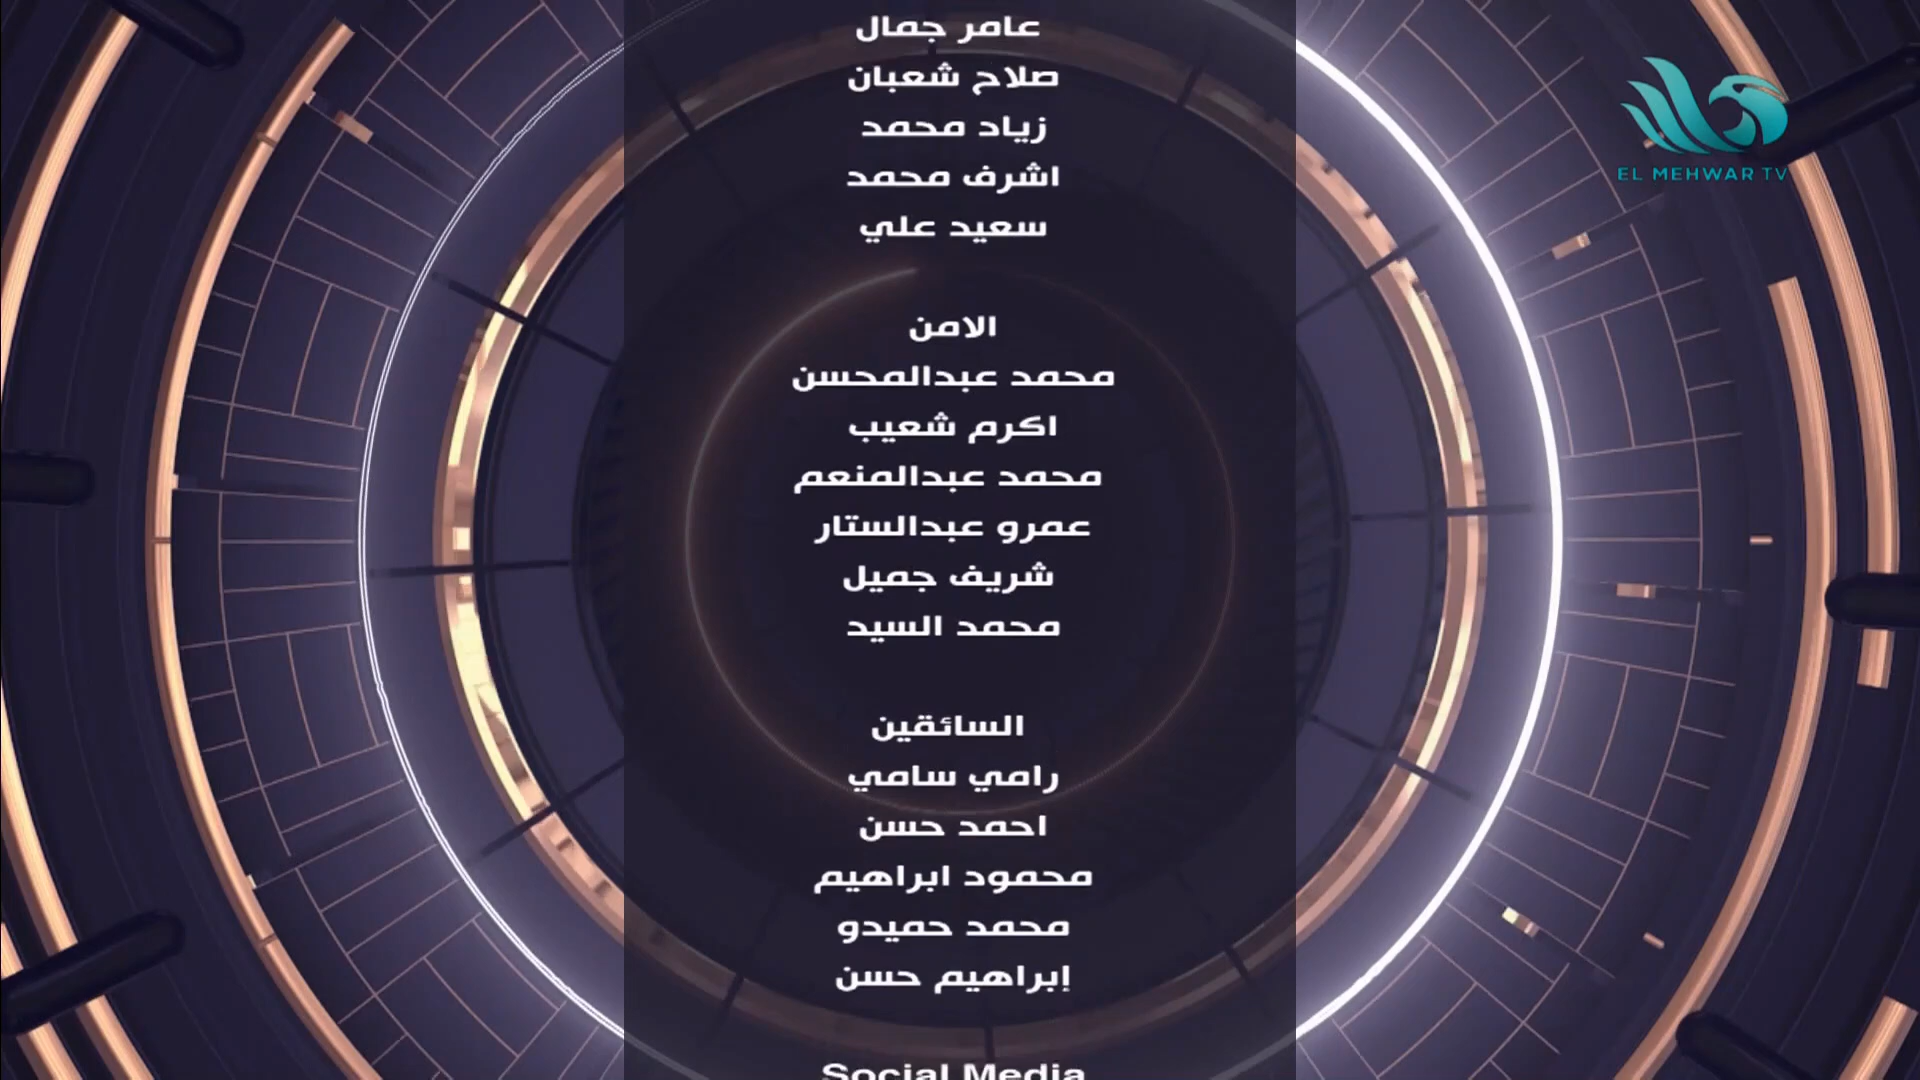 عامر جمال
صلاح شعبان
زياد محمد
اشرف محمد
سعيد علي
EL MEHWAR TV
الامن
محمد عبدالمحسن
اكرم شعيب
محمد عبدالمنعم
عمرو عبدالستار
شريف جميل
محمد السيد
السائقين
رامي سامي
احمد حسن
محمود ابراهيم
محمد حميدو
إبراهيم حسن
Social Media